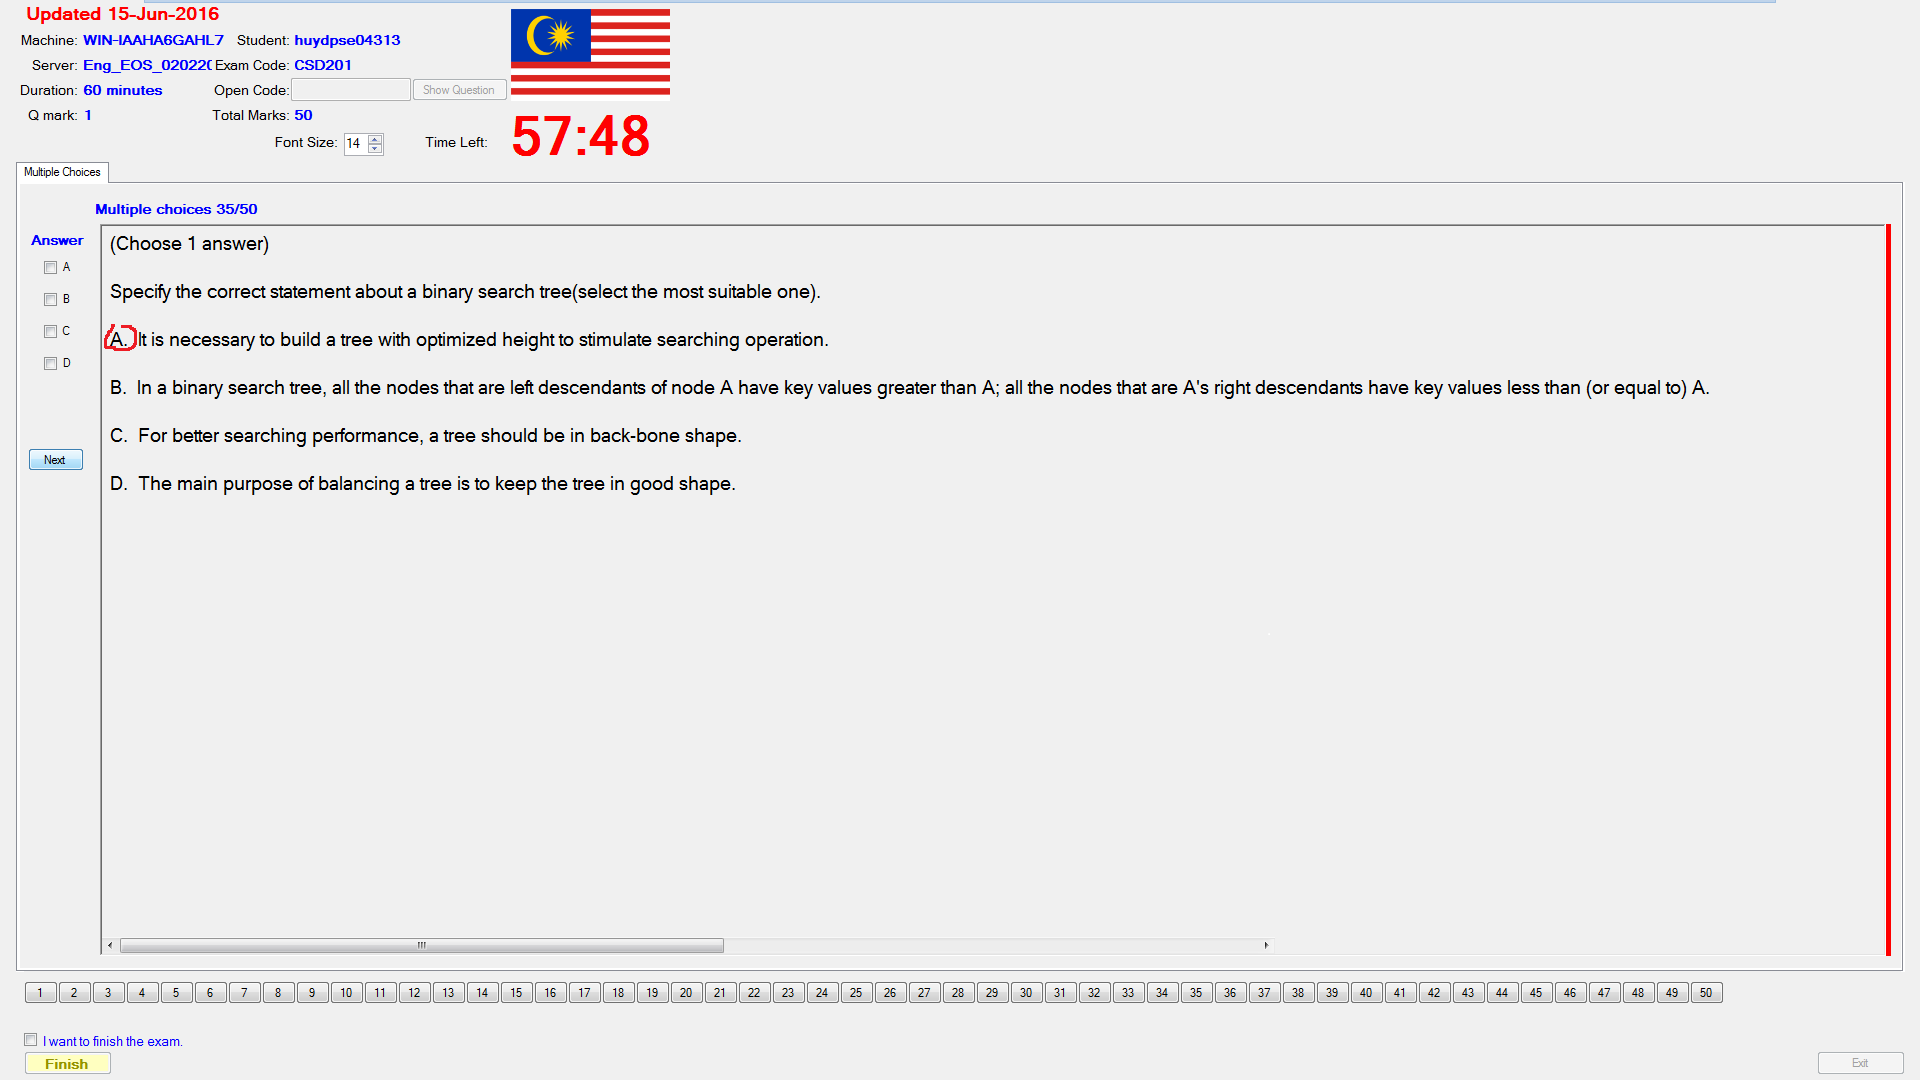 Updated 15-Jun-2016
Machine: WIN-IAAHA6GAHL7 Student: huydpse04313
Server: Eng_EOS_020220 Exam Code: CSD201
Duration: 60 minutes Open Code: Show Question
Q mark: 1 Total Marks: 50
Font Size: 14 Time Left: 57:48
Multiple Choices
Multiple choices 35/50
Answer
A
B
C
D
Next
(Choose 1 answer)
Specify the correct statement about a binary search tree(select the most suitable one).
A. It is necessary to build a tree with optimized height to stimulate searching operation.
B. In a binary search tree, all the nodes that are left descendants of node A have key values greater than A; all the nodes that are A's right descendants have key values less than (or equal to) A.
C. For better searching performance, a tree should be in back-bone shape.
D. The main purpose of balancing a tree is to keep the tree in good shape.
1 2 3 4 5 6 7 8 9 10 11 12 13 14 15 16 17 18 19 20 21 22 23 24 25 26 27 28 29 30 31 32 33 34 35 36 37 38 39 40 41 42 43 44 45 46 47 48 49 50
I want to finish the exam.
Finish
Exit